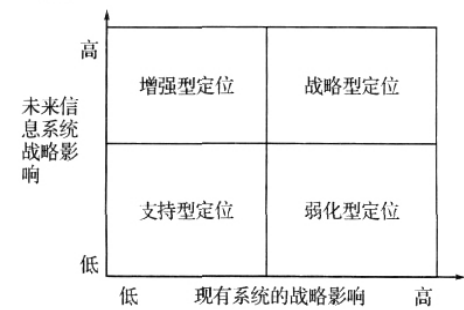 高
增强型定位
战略型定位
未来信
息系统
战略影
响
支持型定位
弱化型定位
低
低
现有系统的战略影响
高